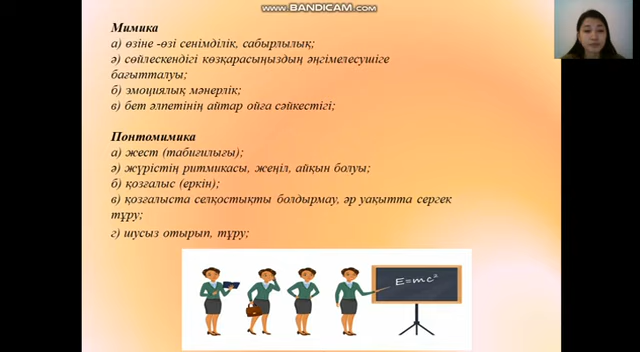 www.BANDICAM.com
Мимика
а) өзіне -өзі сенімділік, сабырлылық;
ә) сөйлескендігі көзқарасыңыздың әңгімелесушіге
бағытталуы;
б) эмоциялық мәнерлік;
в) бет әлпетінің айтар ойға сәйкестігі;
Понтомимика
а) жест (табиғилығы);
ә) жүрістің ритмикасы, жеңіл, айқын болуы;
б) қозғалыс (еркін);
в) қозғалыста селқостықты болдырмау, әр уақытта сергек
тұру;
г) шусыз отырып, тұру;
E=mc²